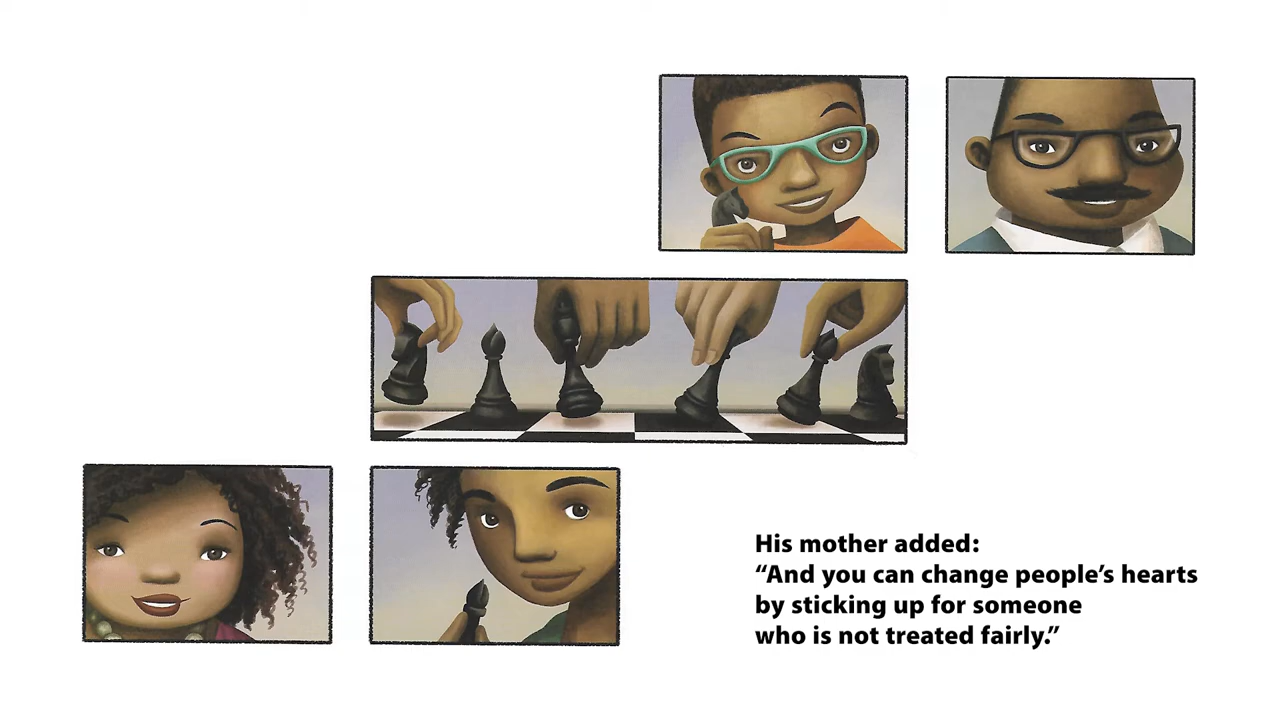 His mother added:
“And you can change people’s hearts
by sticking up for someone
who is not treated fairly.”